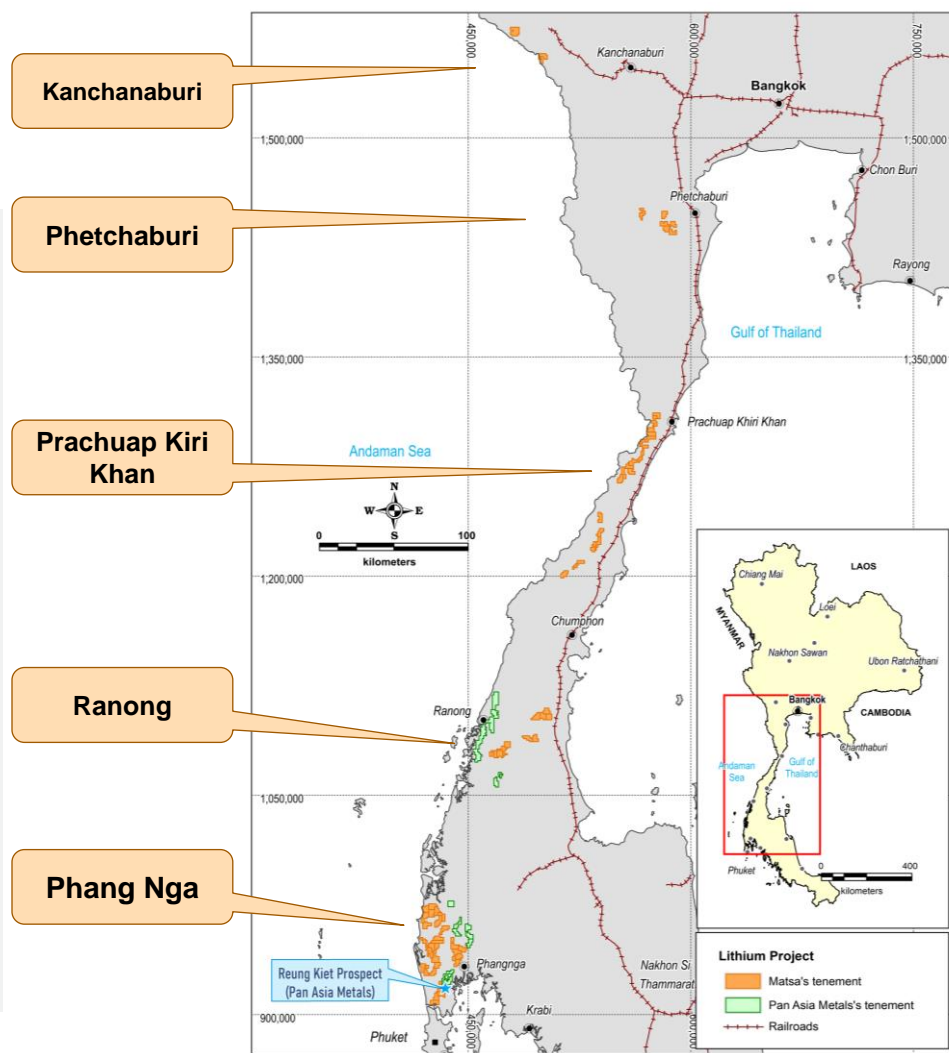 Kanchanaburi
Phetchaburi
Prachuap Kiri
Khan
Ranong
Phang Nga
450,000
600,000
750,000
Kanchanaburi
Bangkok
1,500,000
1,500,000
Chon Buri
Phetchaburi
Rayong
Gulf of Thailand
1,350,000
1,350,000
Prachuap Khiri Khan
Andaman Sea
N
W
E
S
0
100
kilometers
1,200,000
Chumphon
Ranong
1,050,000
Reung Kiet Prospect
(Pan Asia Metals)
Phangnga
Nakhon Si
Thammarat
900,000
450,000
Krabi
Phuket
LAOS
Chiang Mai
MYANMAR
Loei
Nakhon Sawan
Ubon Ratchathani
Bangkok
CAMBODIA
Chanthaburi
Andaman
Sea
Gulf of
Thailand
Phuket
0
400
kilometers
Lithium Project
Matsa's tenement
Pan Asia Metals's tenement
Railroads